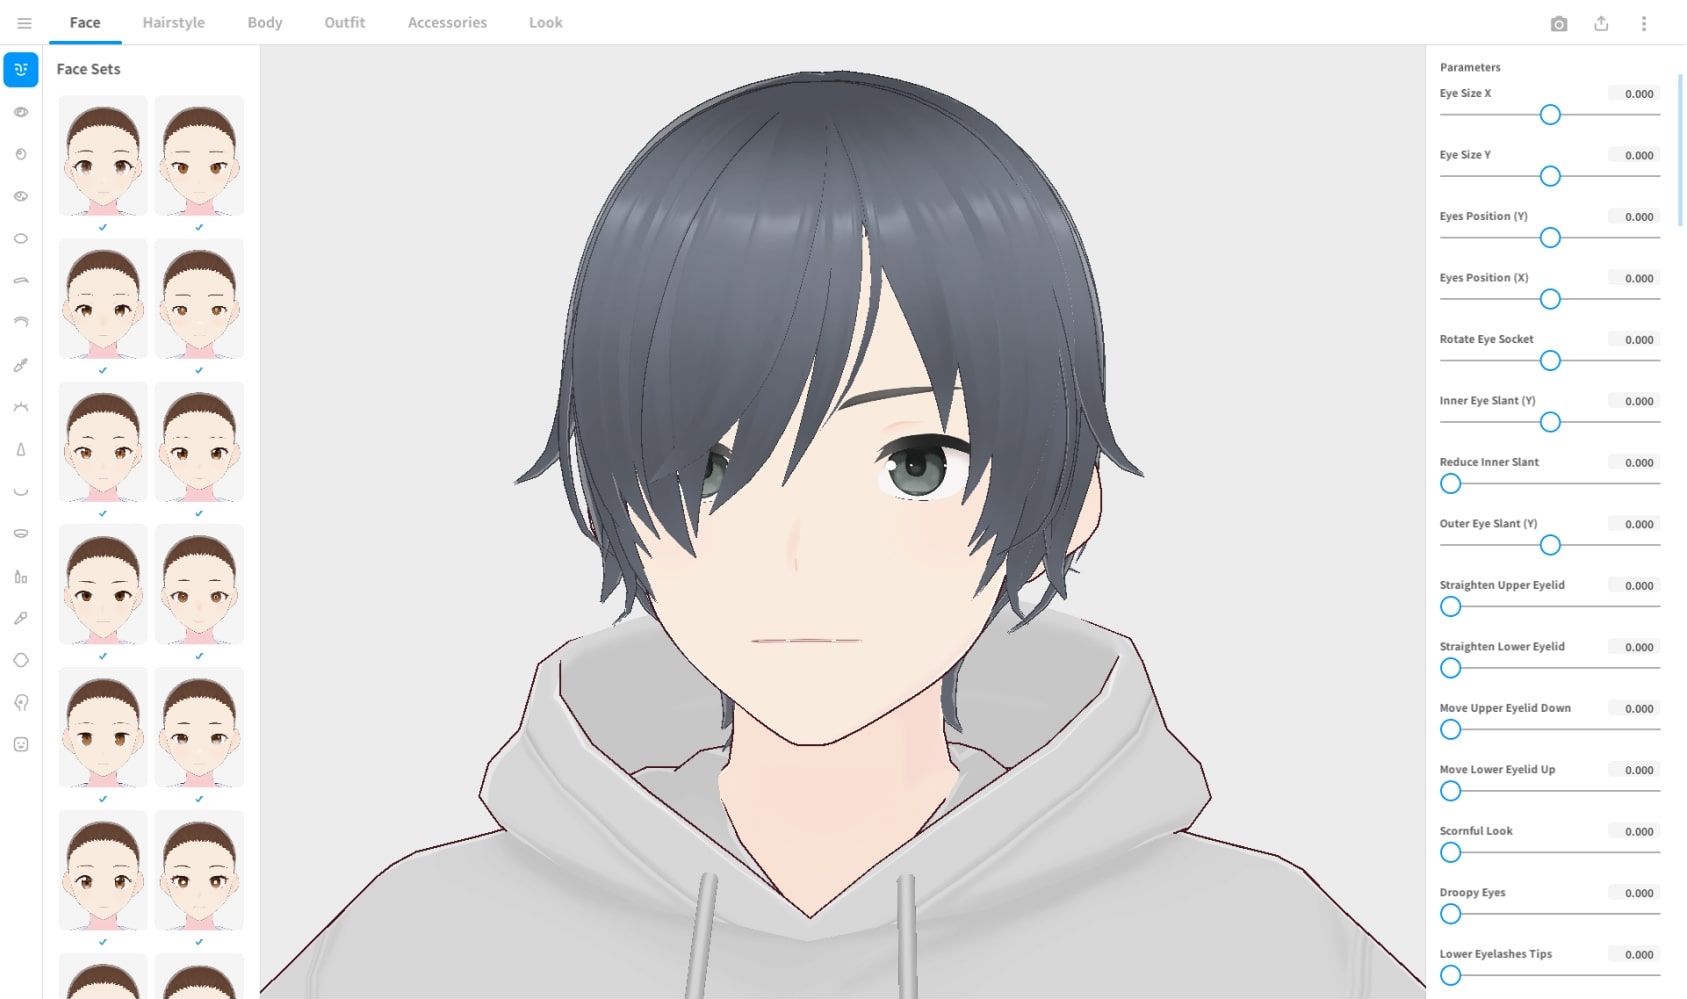 Face Hairstyle Body Outfit Accessories Look
Face Sets
Parameters
Eye Size X 0.000
Eye Size Y 0.000
Eyes Position (Y) 0.000
Eyes Position (X) 0.000
Rotate Eye Socket 0.000
Inner Eye Slant (Y) 0.000
Reduce Inner Slant 0.000
Outer Eye Slant (Y) 0.000
Straighten Upper Eyelid 0.000
Straighten Lower Eyelid 0.000
Move Upper Eyelid Down 0.000
Move Lower Eyelid Up 0.000
Scornful Look 0.000
Droopy Eyes 0.000
Lower Eyelashes Tips 0.000